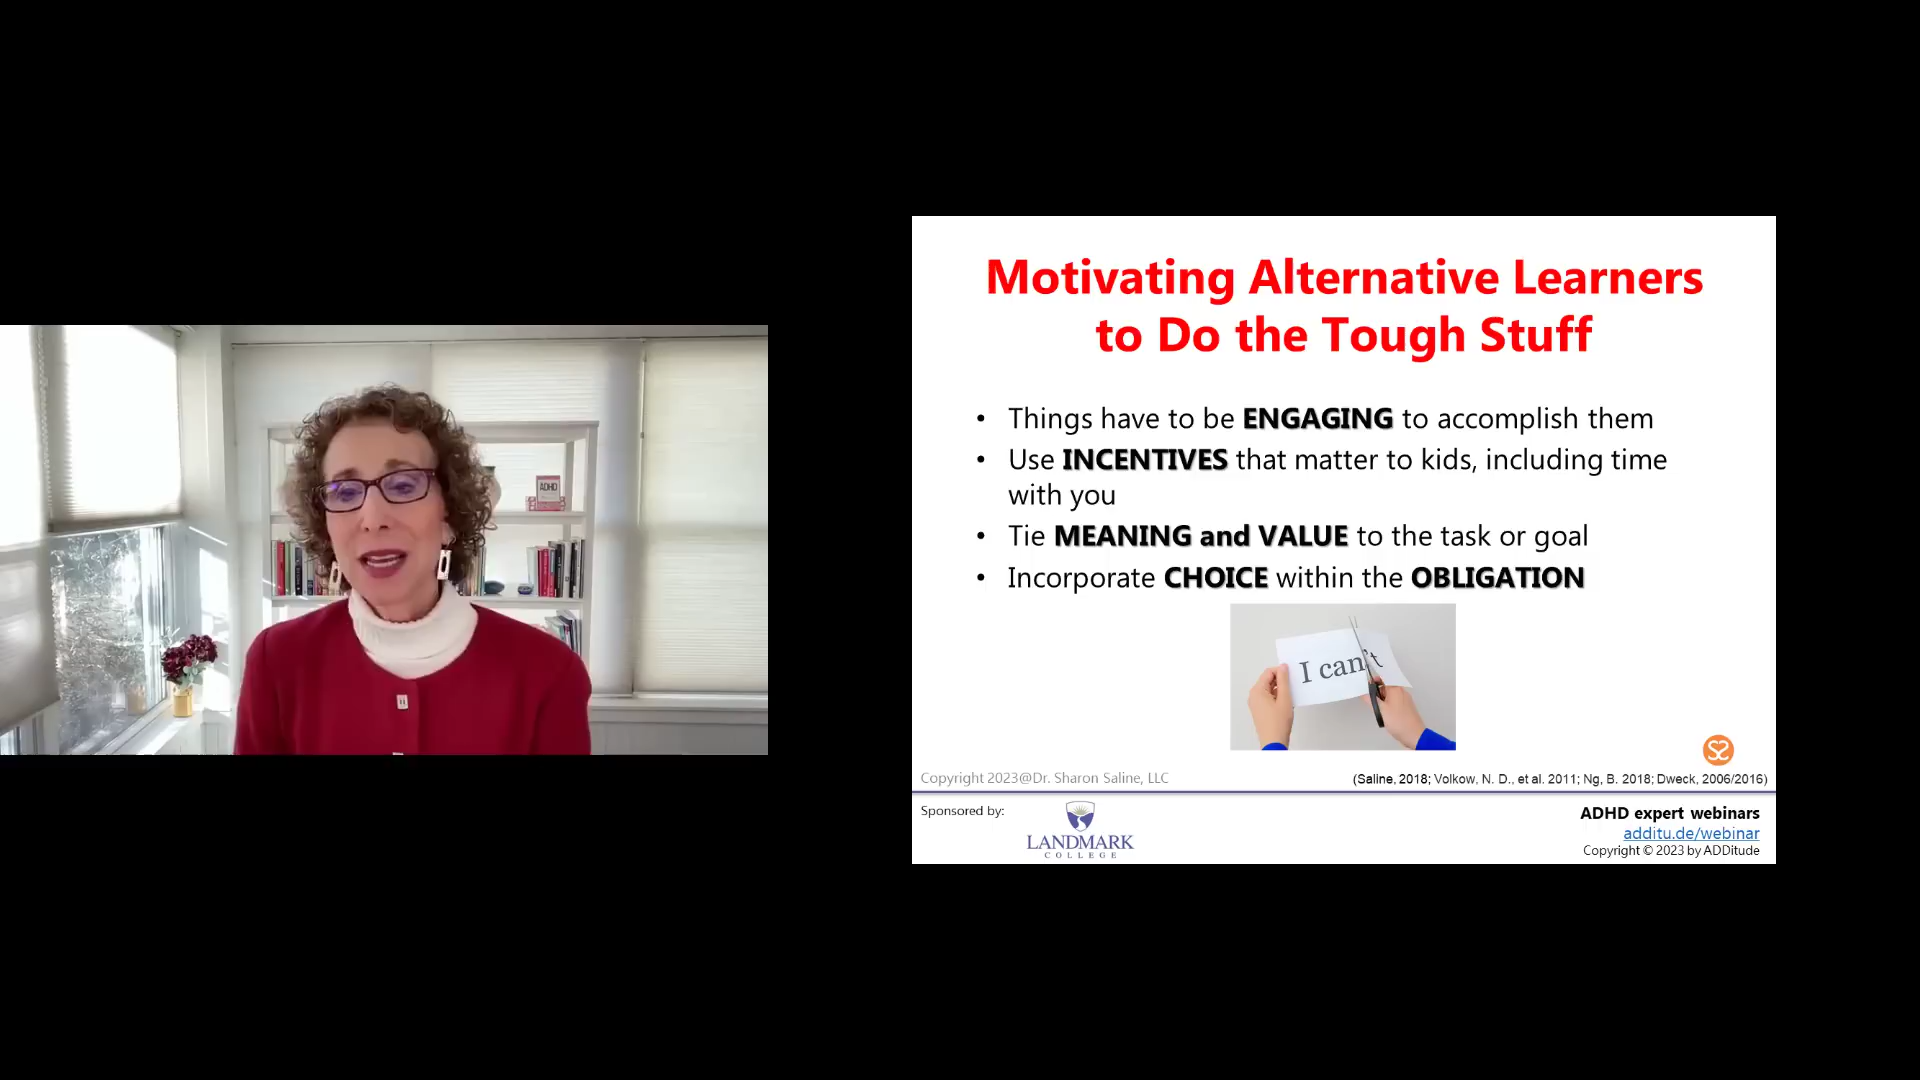 ADHD
Motivating Alternative Learners
to Do the Tough Stuff
• Things have to be ENGAGING to accomplish them
• Use INCENTIVES that matter to kids, including time
with you
• Tie MEANING and VALUE to the task or goal
• Incorporate CHOICE within the OBLIGATION
I can't
Copyright 2023@Dr. Sharon Saline, LLC
(Saline, 2018; Volkow, N. D., et al. 2011; Ng, B. 2018; Dweck, 2006/2016)
Sponsored by:
LANDMARK
COLLEGE
ADHD expert webinars
additu.de/webinar
Copyright © 2023 by ADDitude